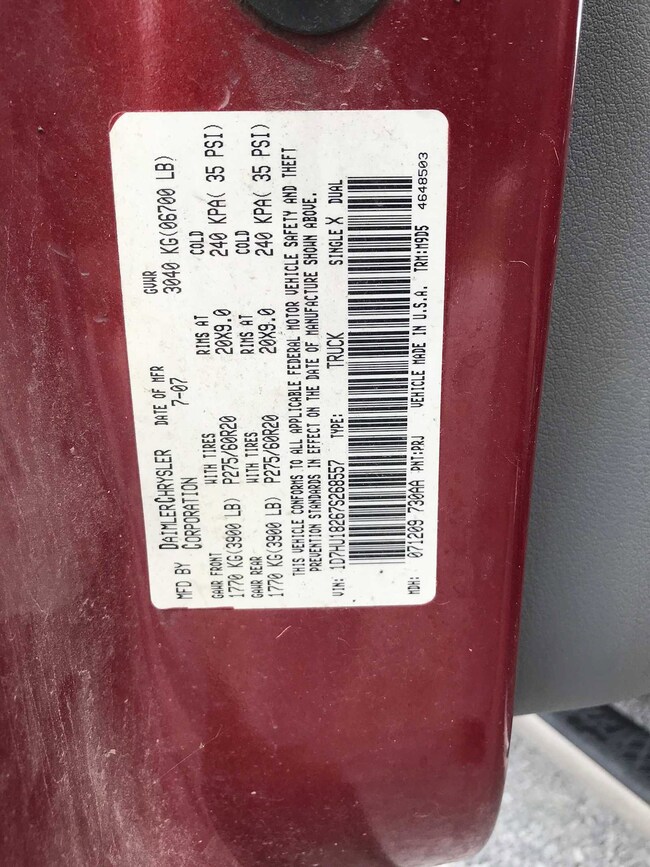 MFD BY DAIMLERCHRYSLER CORPORATION DATE OF MFR 7-07 GVWR 3040 KG(06700 LB)
GAWR FRONT WITH TIRES RIMS AT COLD
1770 KG(3900 LB) P275/60R20 20X9.0 240 KPA( 35 PSI)
GAWR REAR WITH TIRES RIMS AT COLD
1770 KG(3900 LB) P275/60R20 20X9.0 240 KPA( 35 PSI)
THIS VEHICLE CONFORMS TO ALL APPLICABLE FEDERAL MOTOR VEHICLE SAFETY AND THEFT
PREVENTION STANDARDS IN EFFECT ON THE DATE OF MANUFACTURE SHOWN ABOVE.
VIN: 1D7HU18267S268557 TYPE: TRUCK SINGLE X DUAL
MDH: 071209 730AA PNT:PRJ VEHICLE MADE IN U.S.A. TRM:M9D5 4648503